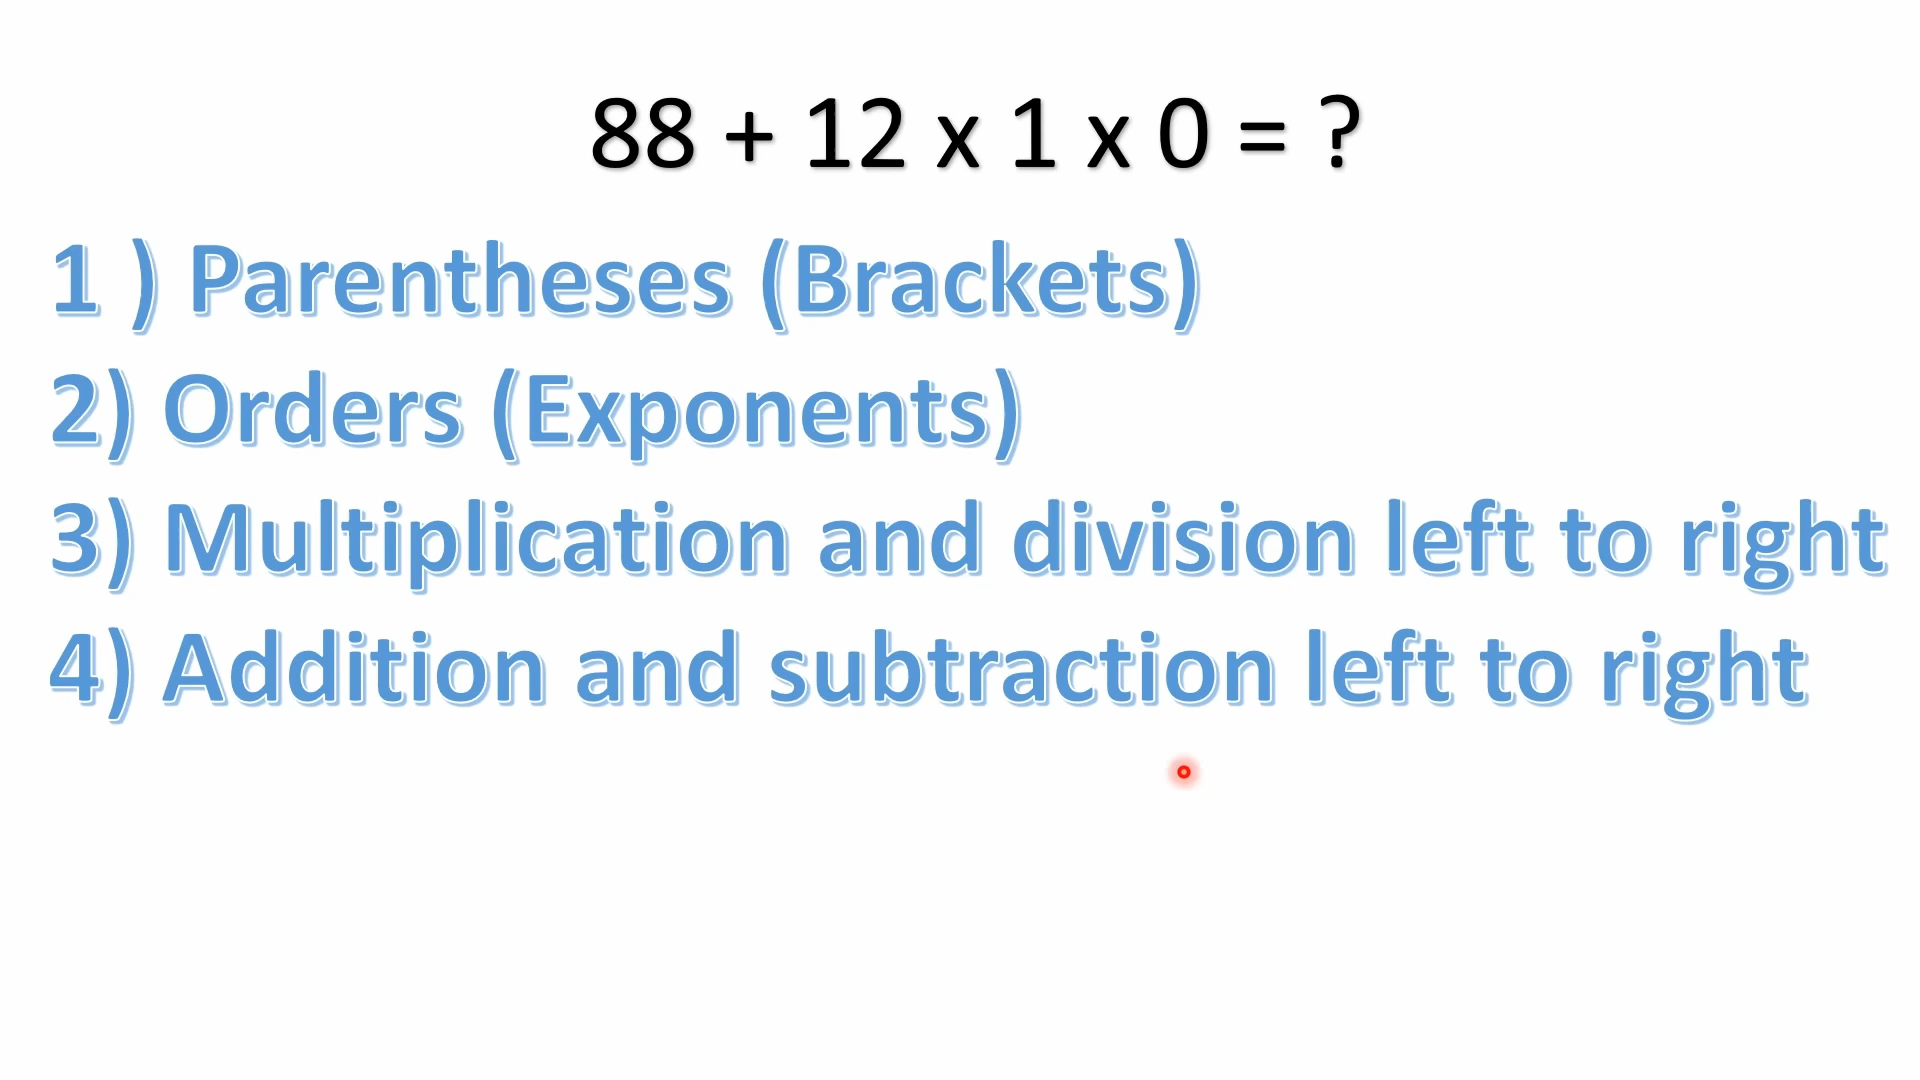 88 + 12 x 1 x 0 = ?
1 ) Parentheses (Brackets)
2) Orders (Exponents)
3) Multiplication and division left to right
4) Addition and subtraction left to right